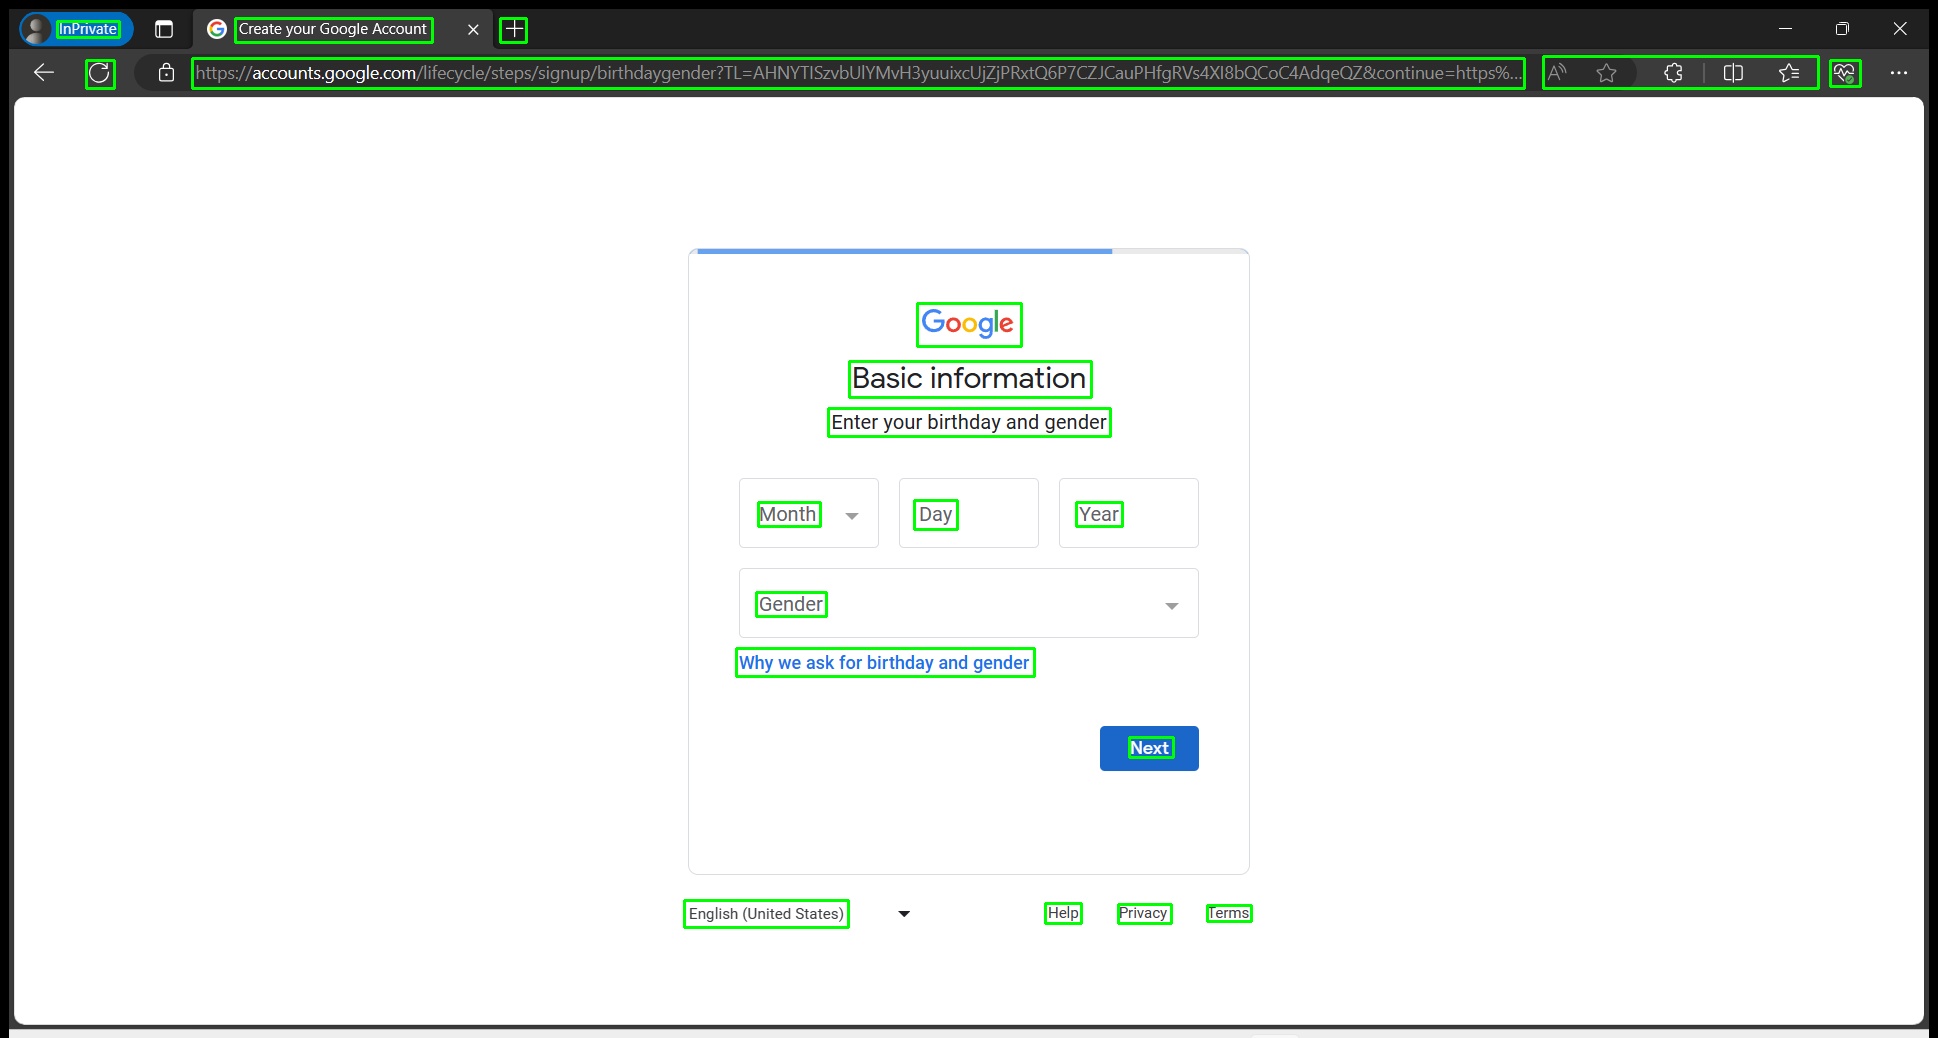 InPrivate
Create your Google Account
https://accounts.google.com/lifecycle/steps/signup/birthdaygender?TL=AHNYTISzvbUlYMvH3yuuixcUjZjPRxtQ6P7CZJCauPHfgRVs4XI8bQCoC4AdqeQZ&continue=https%...
Google
Basic information
Enter your birthday and gender
Month Day Year
Gender
Why we ask for birthday and gender
Next
English (United States) Help Privacy Terms